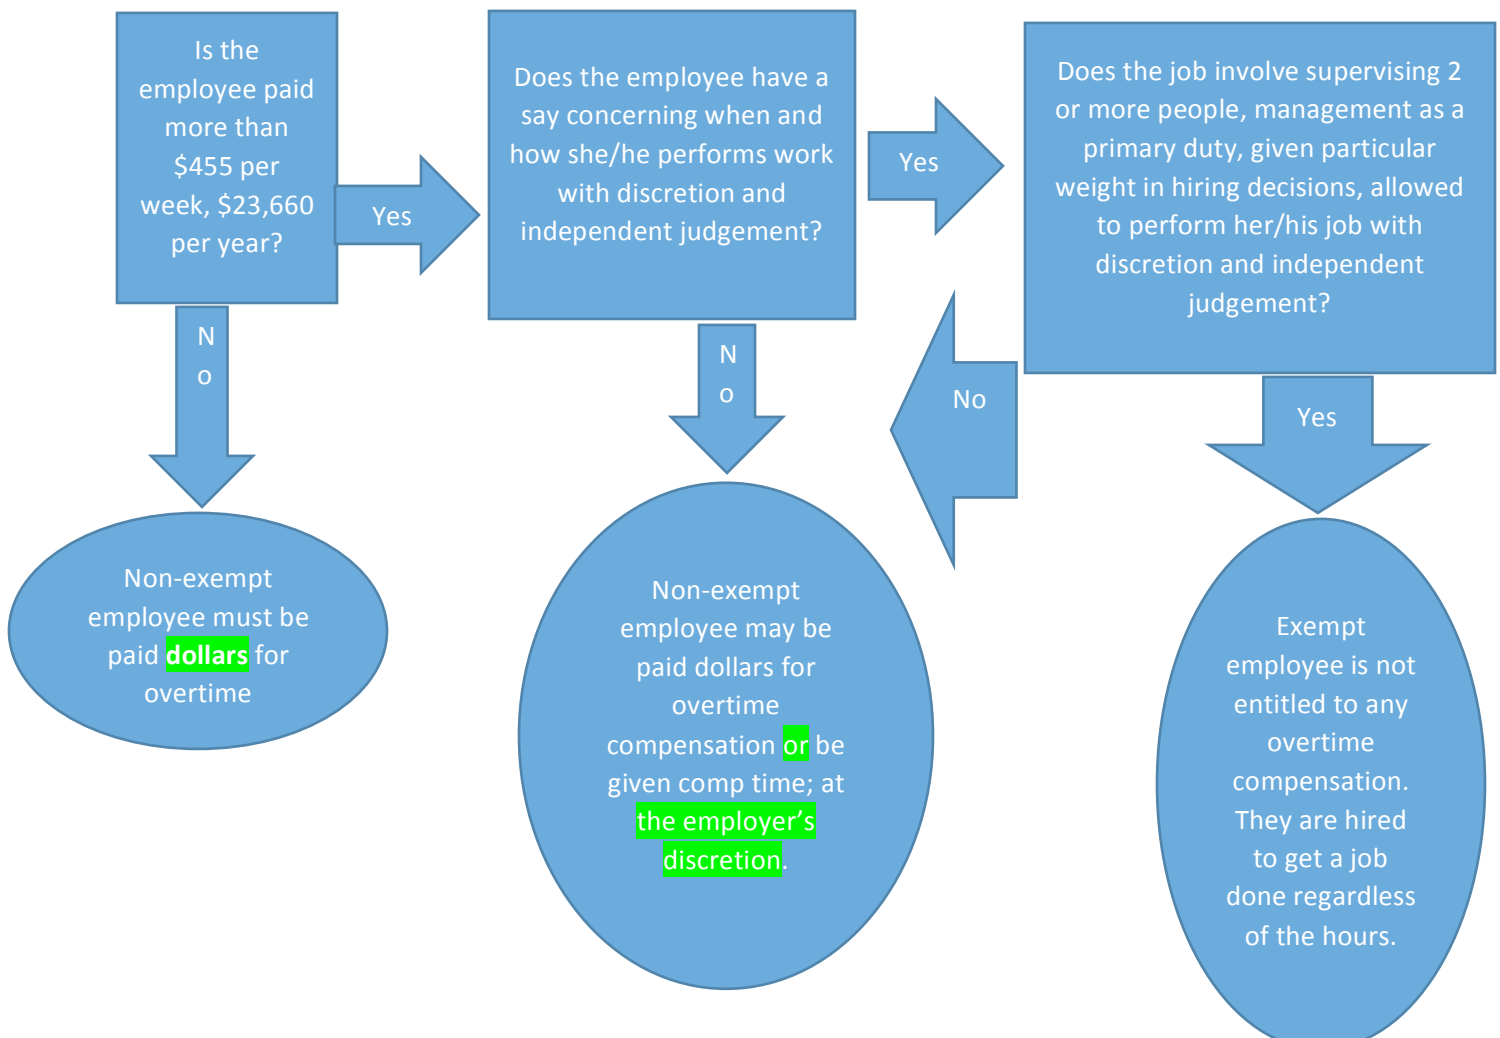 Is the
employee paid
more than
$455 per
week, $23,660
per year?
Yes
Does the employee have a
say concerning when and
how she/he performs work
with discretion and
independent judgement?
Yes
Does the job involve supervising 2
or more people, management as a
primary duty, given particular
weight in hiring decisions, allowed
to perform her/his job with
discretion and independent
judgement?
N
o
N
o
No
Yes
Non-exempt
employee must be
paid dollars for
overtime
Non-exempt
employee may be
paid dollars for
overtime
compensation or be
given comp time; at
the employer’s
discretion.
Exempt
employee is not
entitled to any
overtime
compensation.
They are hired
to get a job
done regardless
of the hours.